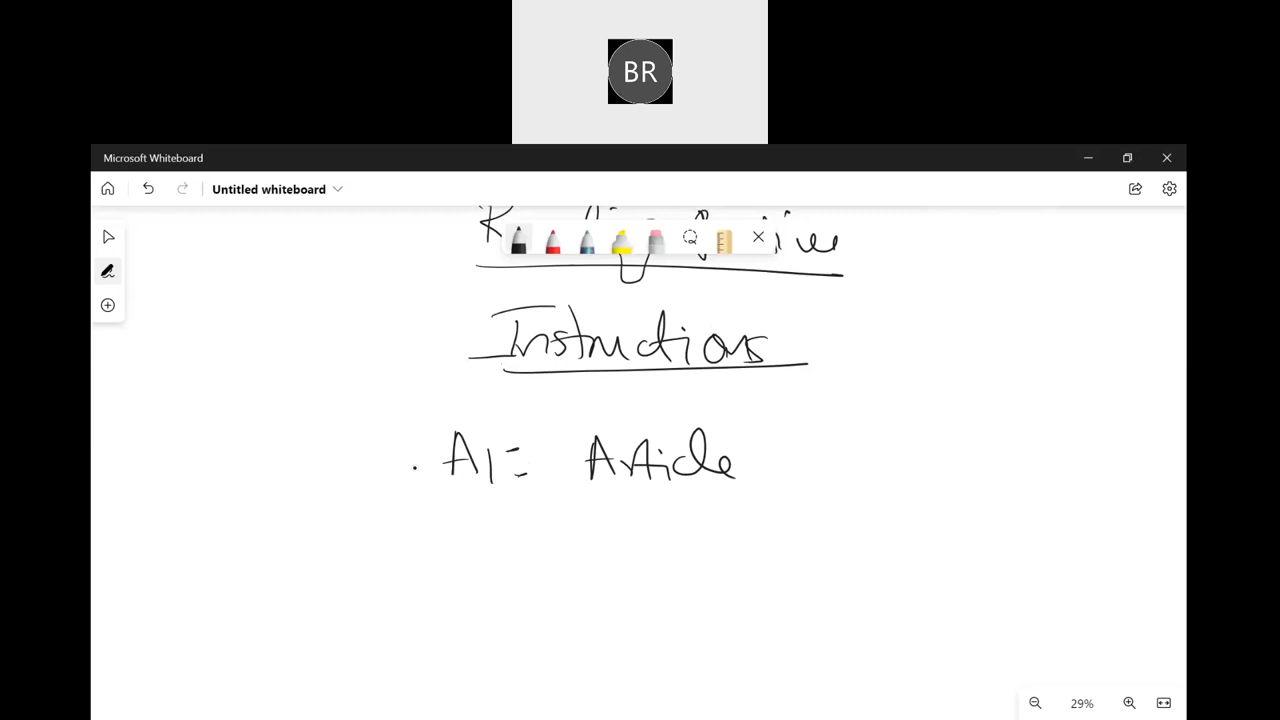 BR
Microsoft Whiteboard
Untitled whiteboard
Instructions
. A1 = Article
29%